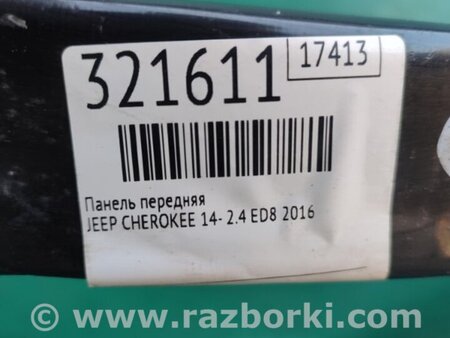 321611
17413
Панель передняя
JEEP CHEROKEE 14- 2.4 ED8 2016
© www.razborki.com